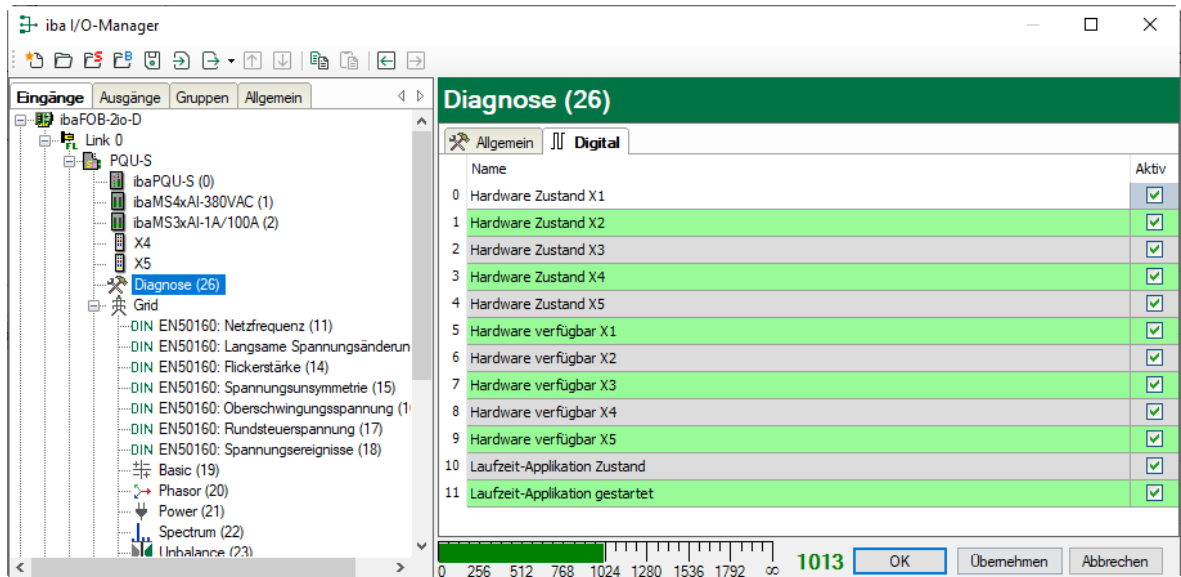 iba I/O-Manager
Eingänge Ausgänge Gruppen Allgemein
ibaFOB-2io-D
Link 0
PQU-S
ibaPQU-S (0)
ibaMS4xAI-380VAC (1)
ibaMS3xAI-1A/100A (2)
X4
X5
Diagnose (26)
Grid
DIN EN50160: Netzfrequenz (11)
DIN EN50160: Langsame Spannungsänderun
DIN EN50160: Flickerstärke (14)
DIN EN50160: Spannungsunsymmetrie (15)
DIN EN50160: Oberschwingungsspannung (1
DIN EN50160: Rundsteuerspannung (17)
DIN EN50160: Spannungsereignisse (18)
Basic (19)
Phasor (20)
Power (21)
Spectrum (22)
Unbalance (23)
Diagnose (26)
Allgemein Digital
Name Aktiv
0 Hardware Zustand X1
1 Hardware Zustand X2
2 Hardware Zustand X3
3 Hardware Zustand X4
4 Hardware Zustand X5
5 Hardware verfügbar X1
6 Hardware verfügbar X2
7 Hardware verfügbar X3
8 Hardware verfügbar X4
9 Hardware verfügbar X5
10 Laufzeit-Applikation Zustand
11 Laufzeit-Applikation gestartet
0 256 512 768 1024 1280 1536 1792 ∞
1013 OK Übernehmen Abbrechen